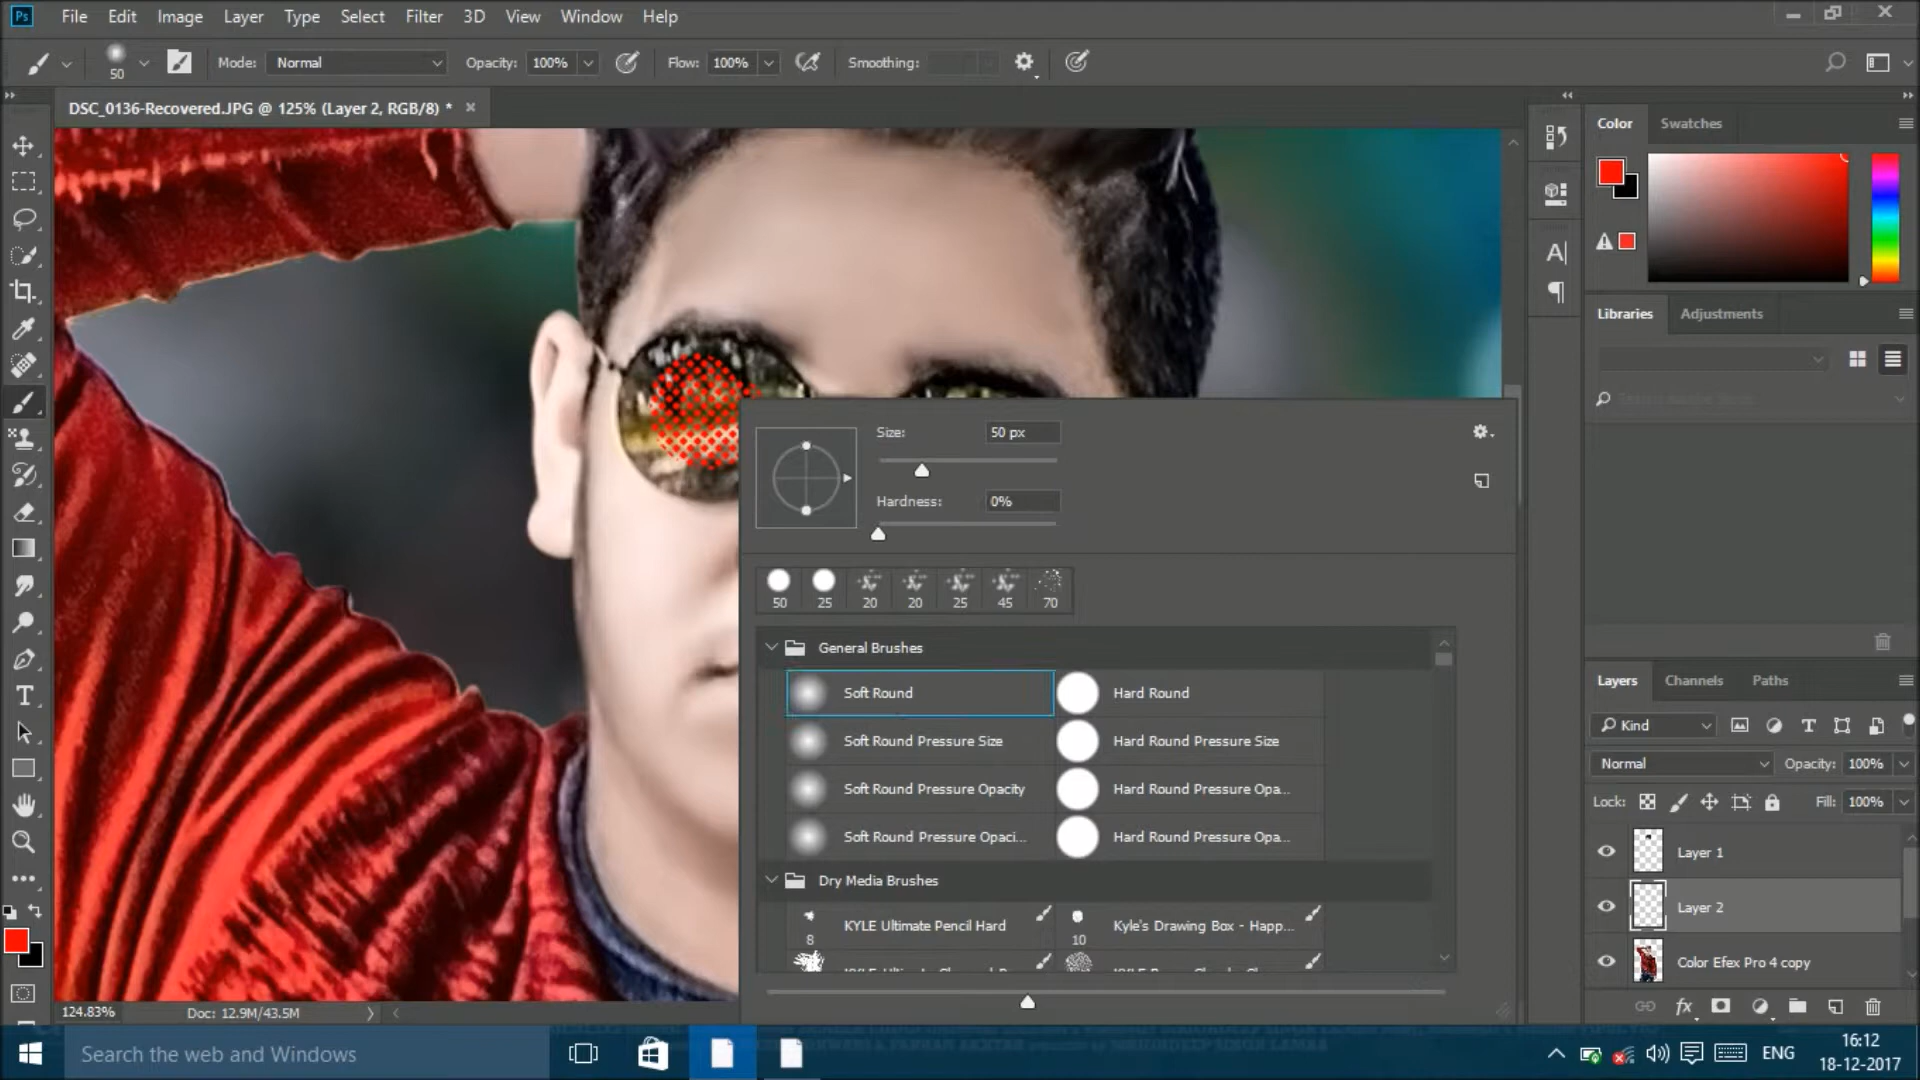 Ps File Edit Image Layer Type Select Filter 3D View Window Help
50 Mode: Normal Opacity: 100% Flow: 100% Smoothing:
DSC_0136-Recovered.JPG @ 125% (Layer 2, RGB/8) *
Color Swatches
Libraries Adjustments
Size: 50 px
Hardness: 0%
50 25 20 20 25 45 70
General Brushes
Soft Round Hard Round
Soft Round Pressure Size Hard Round Pressure Size
Soft Round Pressure Opacity Hard Round Pressure Opa...
Soft Round Pressure Opaci... Hard Round Pressure Opa...
Dry Media Brushes
KYLE Ultimate Pencil Hard Kyle's Drawing Box - Happ...
8 10
Layers Channels Paths
Kind
Normal Opacity: 100%
Lock: Fill: 100%
Layer 1
Layer 2
Color Efex Pro 4 copy
fx
124.83% Doc: 12.9M/43.5M
Search the web and Windows
ENG
16:12
18-12-2017